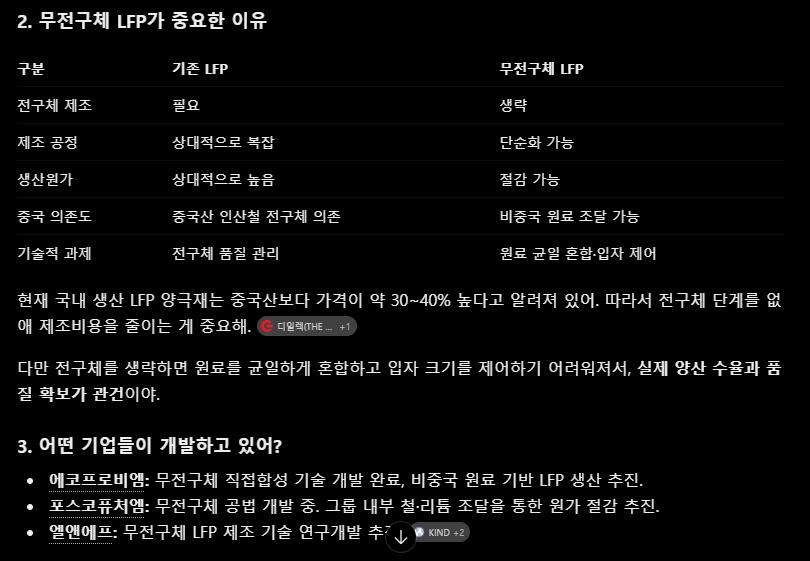 2. 무전구체 LFP가 중요한 이유
구분 기존 LFP 무전구체 LFP
전구체 제조 필요 생략
제조 공정 상대적으로 복잡 단순화 가능
생산원가 상대적으로 높음 절감 가능
중국 의존도 중국산 인산철 전구체 의존 비중국 원료 조달 가능
기술적 과제 전구체 품질 관리 원료 균일 혼합·입자 제어
현재 국내 생산 LFP 양극재는 중국산보다 가격이 약 30~40% 높다고 알려져 있어. 따라서 전구체 단계를 없
애 제조비용을 줄이는 게 중요해. 디일렉(THE ... +1
다만 전구체를 생략하면 원료를 균일하게 혼합하고 입자 크기를 제어하기 어려워져서, 실제 양산 수율과 품
질 확보가 관건이야.
3. 어떤 기업들이 개발하고 있어?
• 에코프로비엠: 무전구체 직접합성 기술 개발 완료, 비중국 원료 기반 LFP 생산 추진.
• 포스코퓨처엠: 무전구체 공법 개발 중. 그룹 내부 철·리튬 조달을 통한 원가 절감 추진.
• 엘앤에프: 무전구체 LFP 제조 기술 연구개발 KIND +2